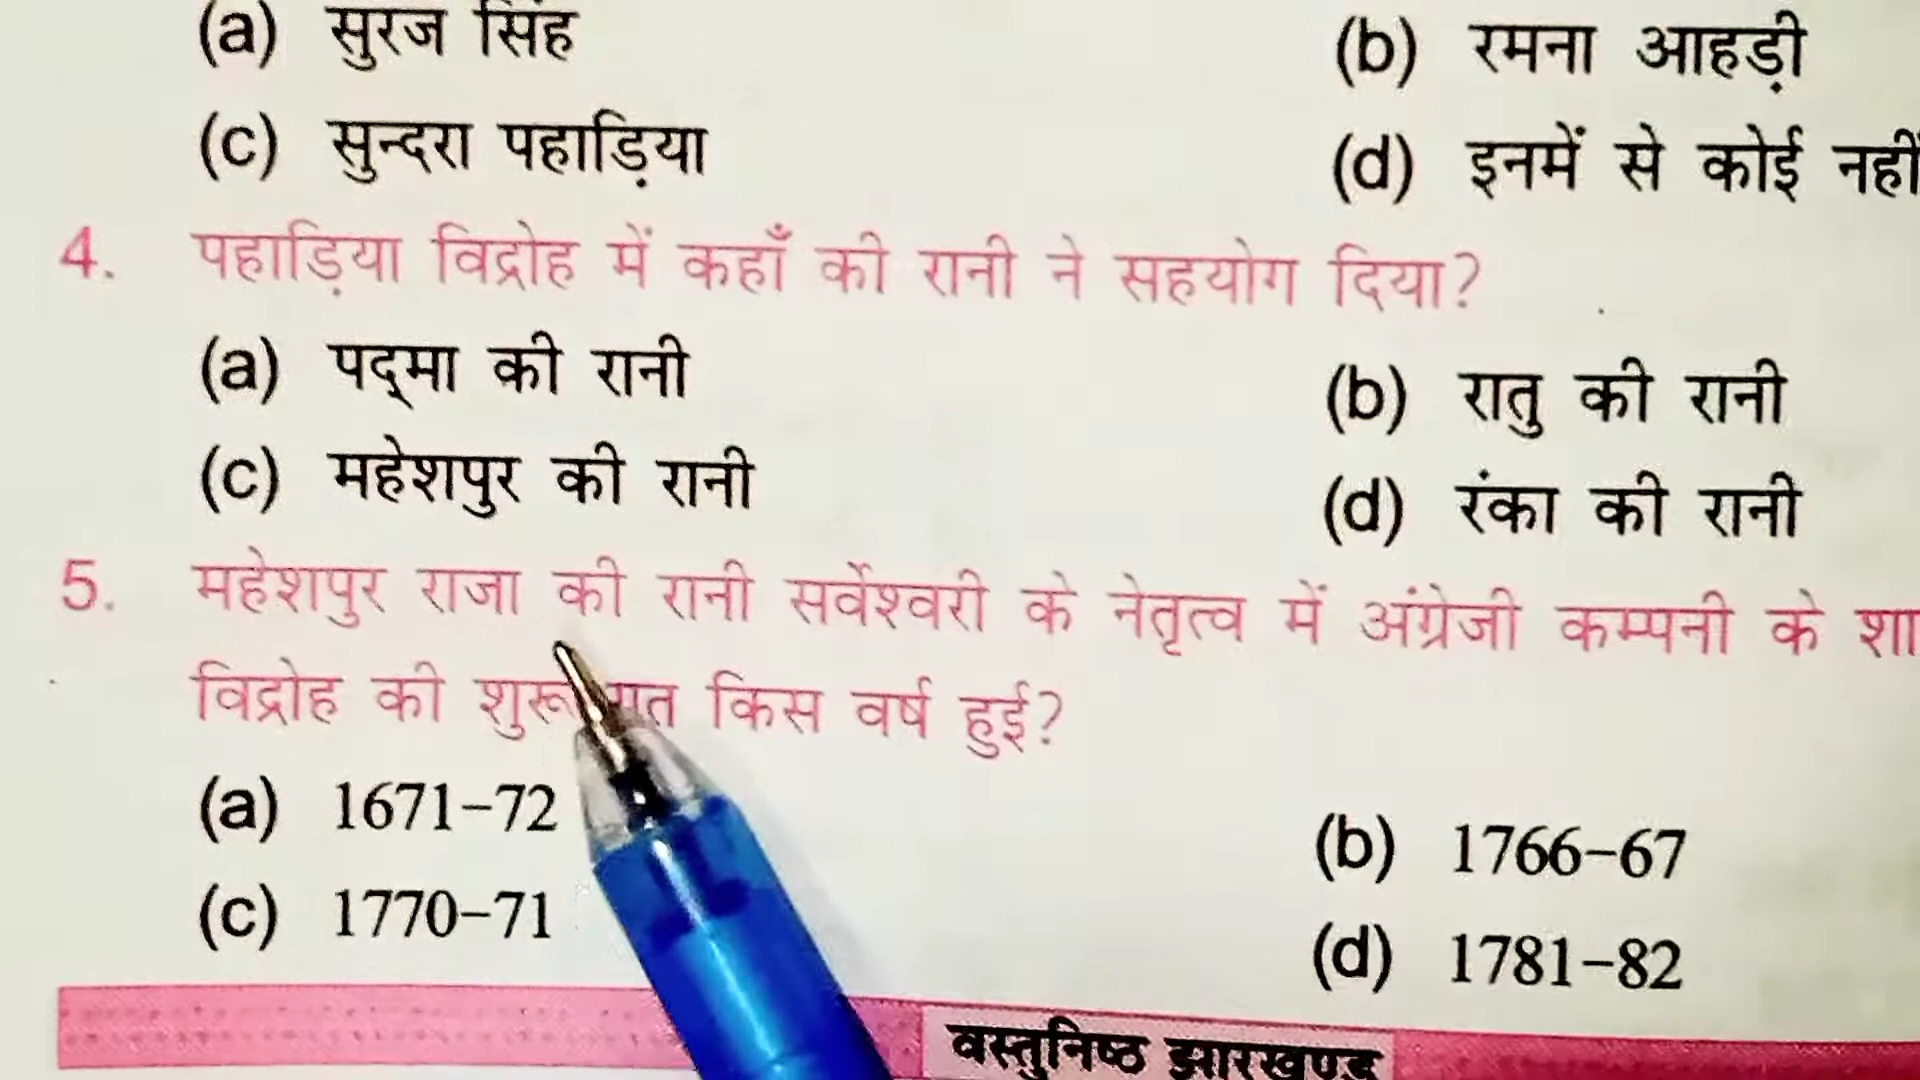 (a) सुरज सिंह (b) रमना आहड़ी
(c) सुन्दरा पहाड़िया (d) इनमें से कोई नहीं
4. पहाड़िया विद्रोह में कहाँ की रानी ने सहयोग दिया?
(a) पद्‌मा की रानी (b) रातु की रानी
(c) महेशपुर की रानी (d) रंका की रानी
5. महेशपुर राजा की रानी सर्वेश्वरी के नेतृत्व में अंग्रेजी कम्पनी के शा
विद्रोह की किस वर्ष हुई?
(a) 1671-72 (b) 1766-67
(c) 1770-71 (d) 1781-82
वस्तुनिष्ठ झारखण्ड